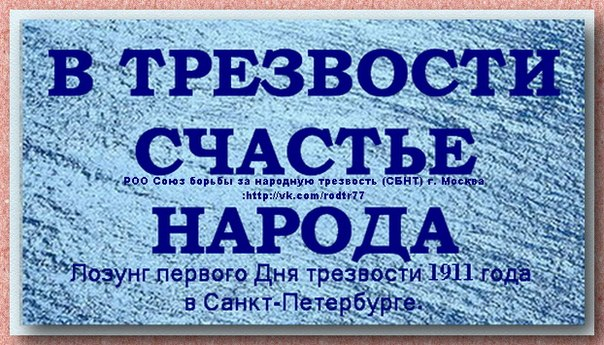 В ТРЕЗВОСТИ
СЧАСТЬЕ
РОО Союз борьбы за народную трезвость (СБНТ) г. Москва
:http://vk.com/rodtr77
НАРОДА
Лозунг первого Дня трезвости 1911 года
в Санкт-Петербурге.